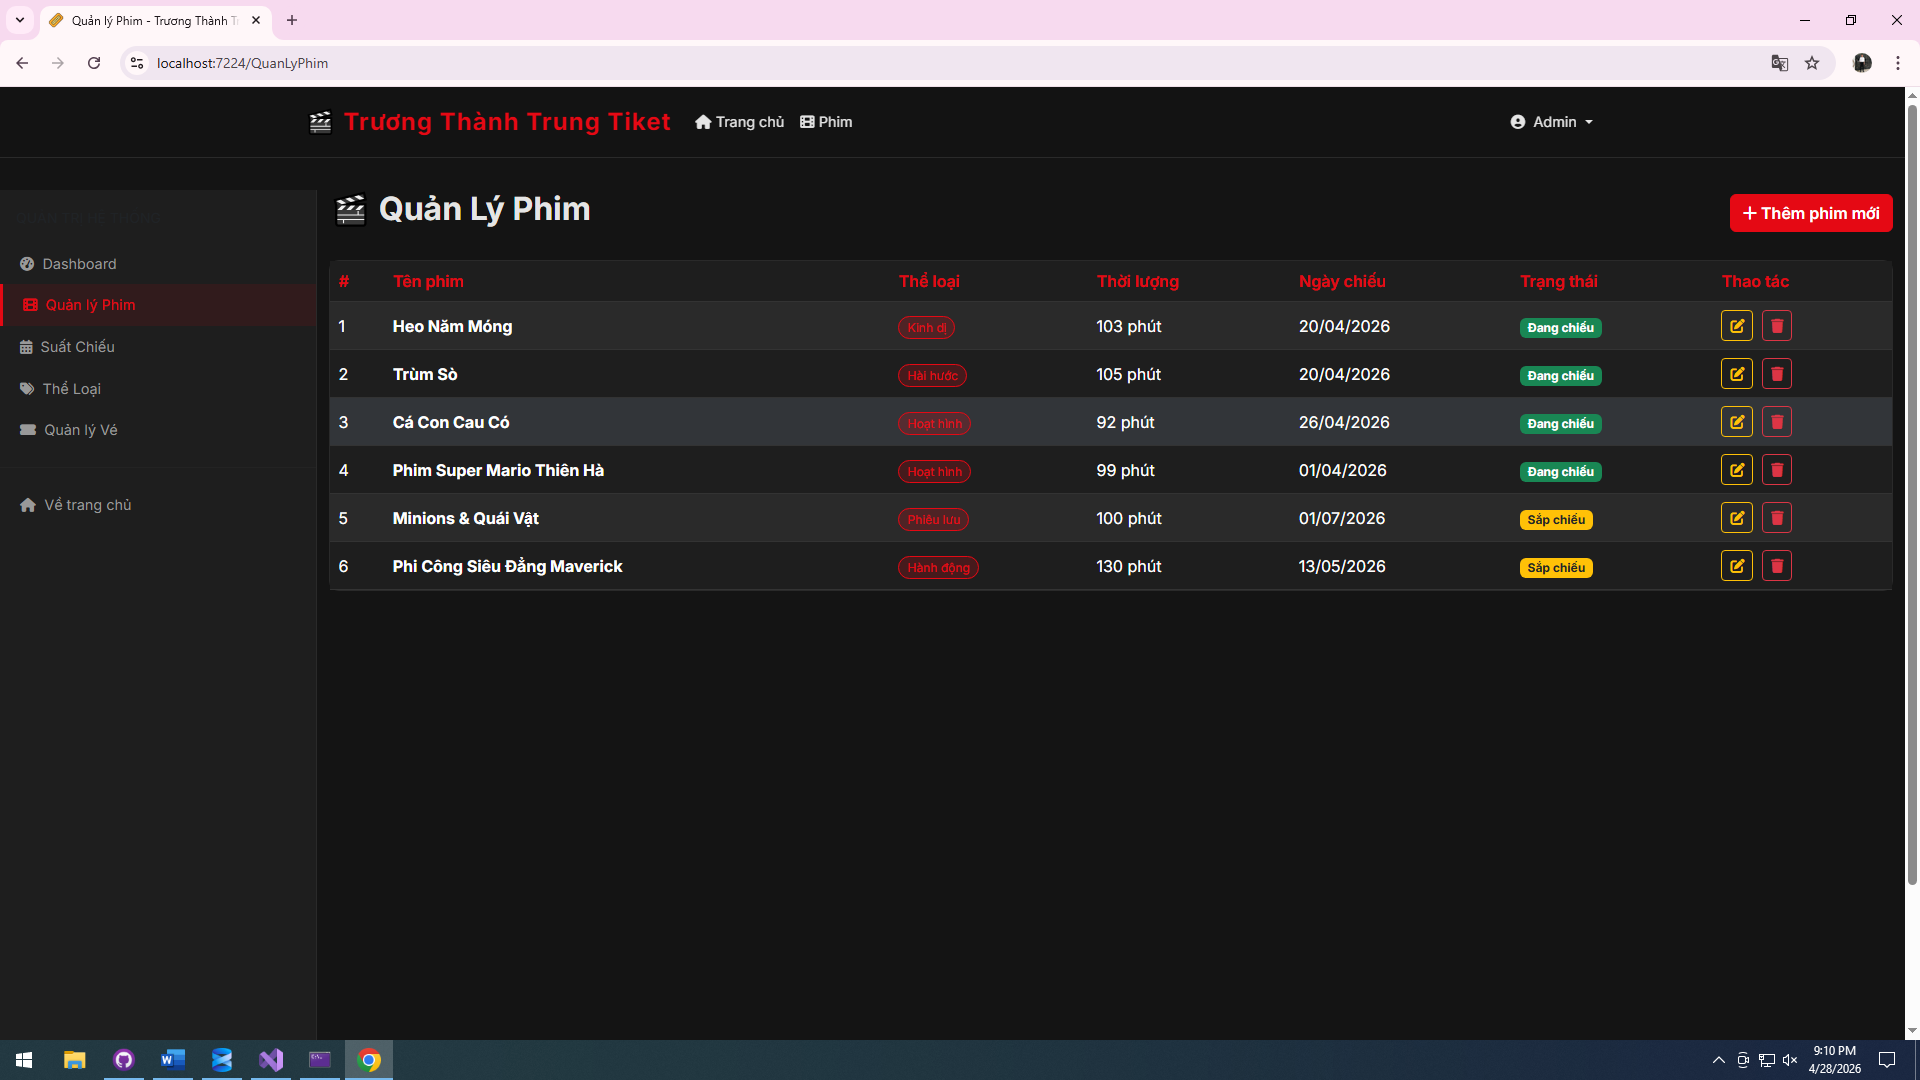 Quản lý Phim - Trương Thành T
localhost:7224/QuanLyPhim
Trương Thành Trung Tiket
Trang chủ
Phim
Admin
Dashboard
Quản lý Phim
Suất Chiếu
Thể Loại
Quản lý Vé
Về trang chủ
Quản Lý Phim
Thêm phim mới
# Tên phim Thể loại Thời lượng Ngày chiếu Trạng thái Thao tác
1 Heo Năm Móng Kinh dị 103 phút 20/04/2026 Đang chiếu
2 Trùm Sò Hài hước 105 phút 20/04/2026 Đang chiếu
3 Cá Con Cau Có Hoạt hình 92 phút 26/04/2026 Đang chiếu
4 Phim Super Mario Thiên Hà Hoạt hình 99 phút 01/04/2026 Đang chiếu
5 Minions & Quái Vật Phiêu lưu 100 phút 01/07/2026 Sắp chiếu
6 Phi Công Siêu Đẳng Maverick Hành động 130 phút 13/05/2026 Sắp chiếu
9:10 PM
4/28/2026